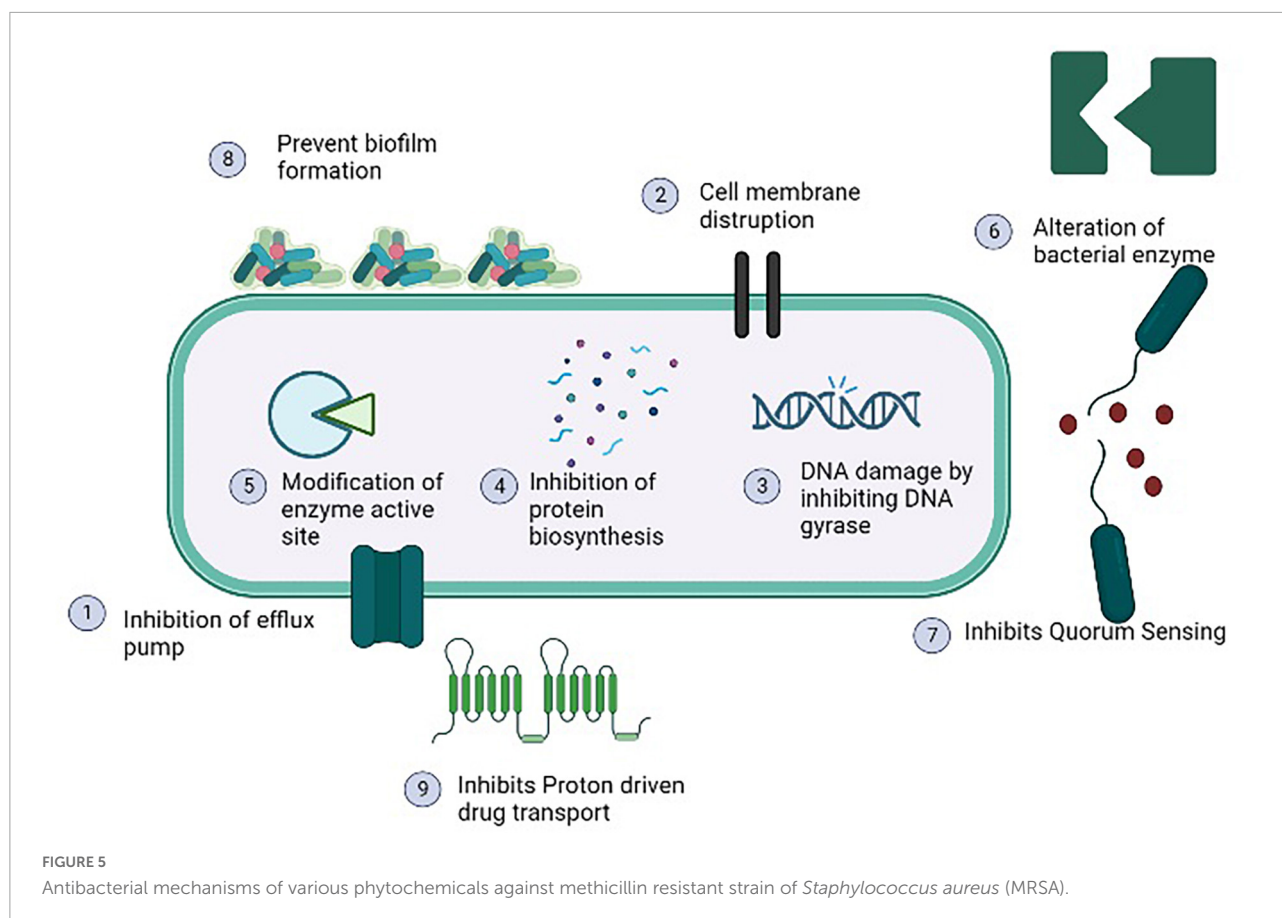 8 Prevent biofilm
formation
2 Cell membrane
distruption
6 Alteration of
bacterial enzyme
5 Modification of
enzyme active
site
4 Inhibition of
protein
biosynthesis
3 DNA damage by
inhibiting DNA
gyrase
1 Inhibition of efflux
pump
7 Inhibits Quorum Sensing
9 Inhibits Proton driven
drug transport
FIGURE 5
Antibacterial mechanisms of various phytochemicals against methicillin resistant strain of Staphylococcus aureus (MRSA).